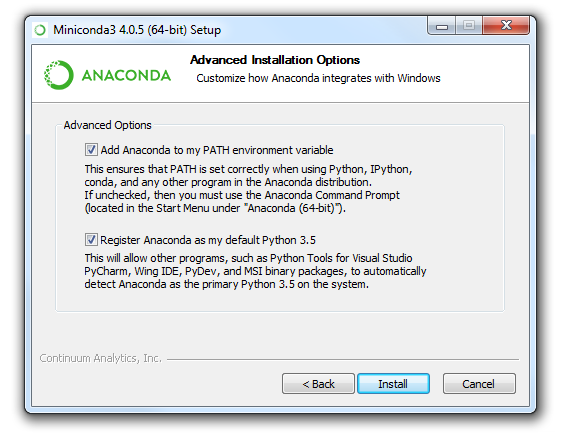 Miniconda3 4.0.5 (64-bit) Setup
ANACONDA
Advanced Installation Options
Customize how Anaconda integrates with Windows
Advanced Options
Add Anaconda to my PATH environment variable
This ensures that PATH is set correctly when using Python, IPython,
conda, and any other program in the Anaconda distribution.
If unchecked, then you must use the Anaconda Command Prompt
(located in the Start Menu under "Anaconda (64-bit)").
Register Anaconda as my default Python 3.5
This will allow other programs, such as Python Tools for Visual Studio
PyCharm, Wing IDE, PyDev, and MSI binary packages, to automatically
detect Anaconda as the primary Python 3.5 on the system.
Continuum Analytics, Inc.
< Back
Install
Cancel